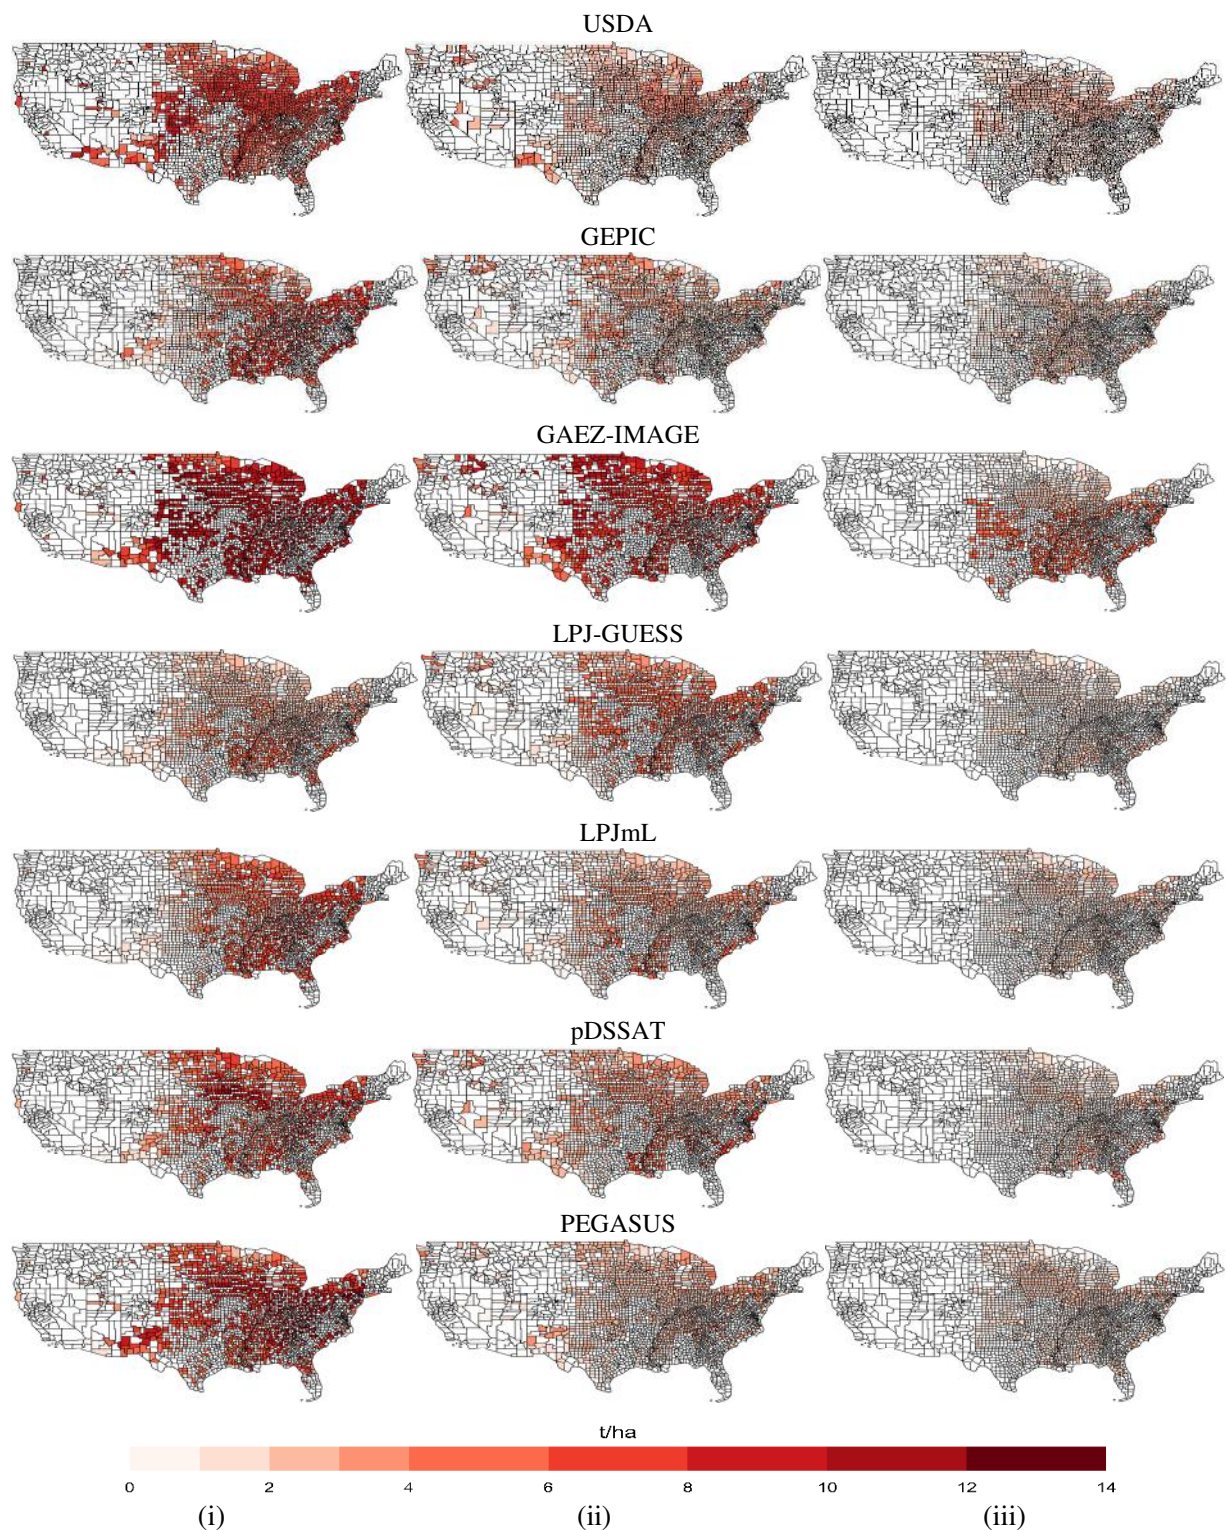 USDA
GEPIC
GAEZ-IMAGE
LPJ-GUESS
LPJmL
pDSSAT
PEGASUS
t/ha
0 2 4 6 8 10 12 14
(i) (ii) (iii)